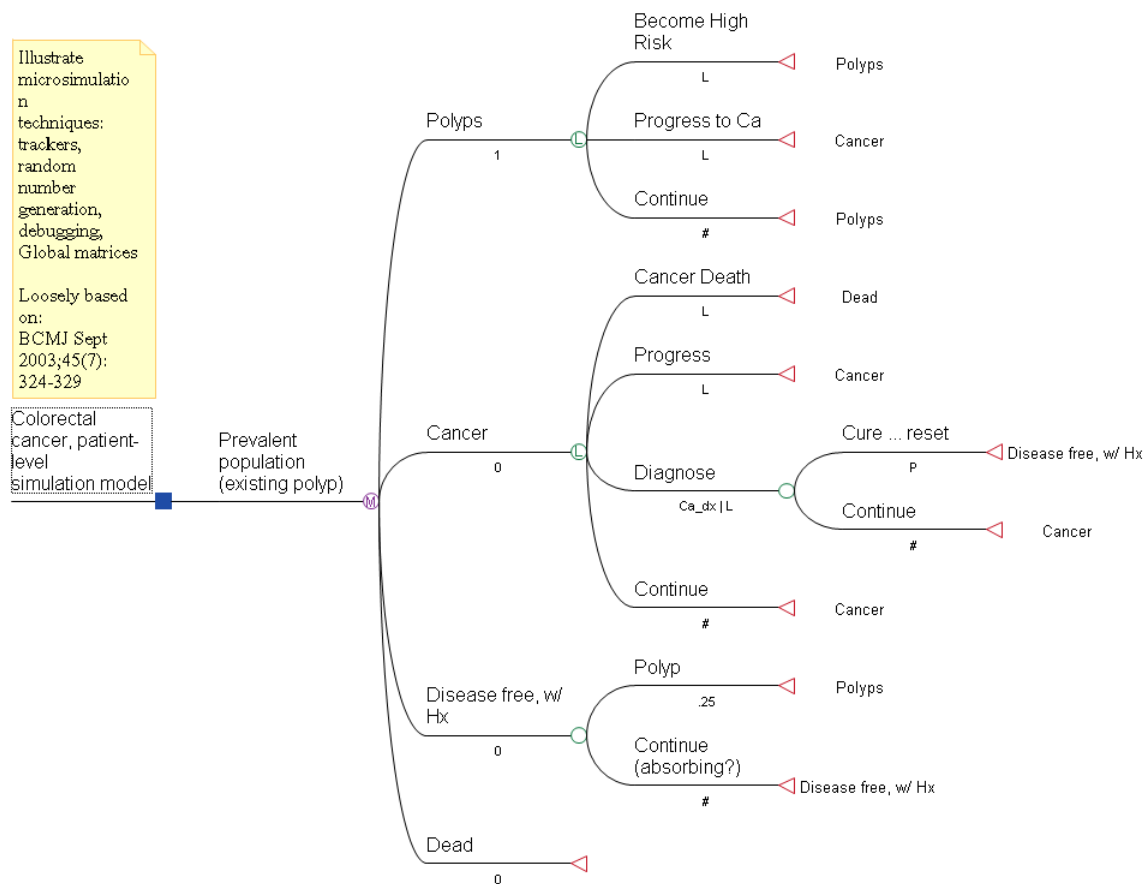 Illustrate
microsimulatio
n
techniques:
trackers,
random
number
generation,
debugging,
Global matrices
Loosely based
on:
BCMJ Sept
2003;45(7):
324-329
Colorectal
cancer, patient-
level
simulation model
Prevalent
population
(existing polyp)
M
Polyps
1
L
Become High
Risk
L
Polyps
Progress to Ca
L
Cancer
Continue
#
Polyps
Cancer
0
L
Cancer Death
L
Dead
Progress
L
Cancer
Diagnose
Ca_dx | L
Cure ... reset
P
Disease free, w/ Hx
Continue
#
Cancer
Continue
#
Cancer
Disease free, w/
Hx
0
Polyp
.25
Polyps
Continue
(absorbing?)
#
Disease free, w/ Hx
Dead
0